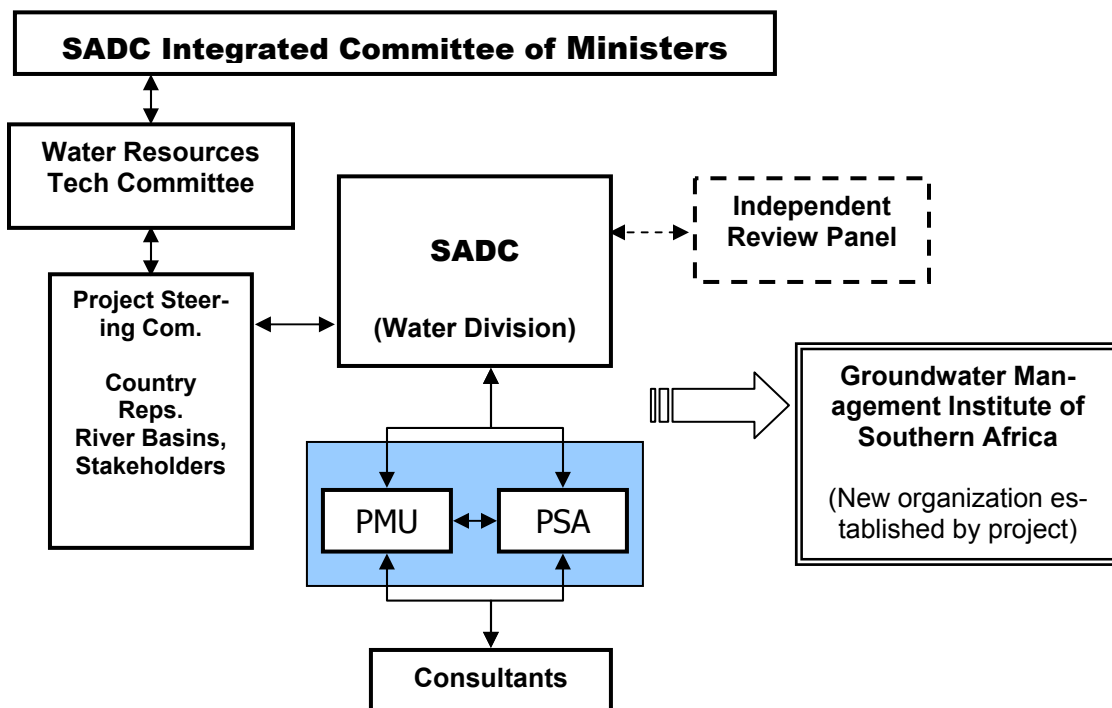 SADC Integrated Committee of Ministers
Water Resources
Tech Committee
Independent
Review Panel
SADC
(Water Division)
Project Steer-
ing Com.
Country
Reps.
River Basins,
Stakeholders
Groundwater Man-
agement Institute of
Southern Africa
(New organization es-
tablished by project)
PMU
PSA
Consultants